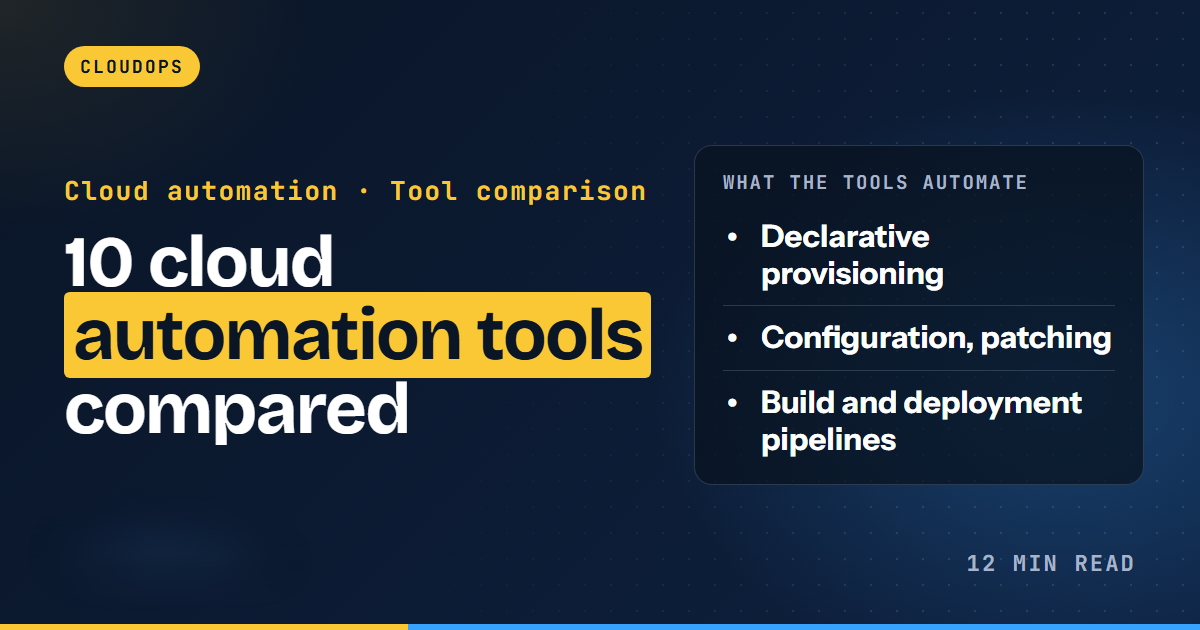 CLOUDOPS
Cloud automation · Tool comparison
10 cloud
automation tools
compared
WHAT THE TOOLS AUTOMATE
• Declarative
provisioning
• Configuration, patching
• Build and deployment
pipelines
12 MIN READ